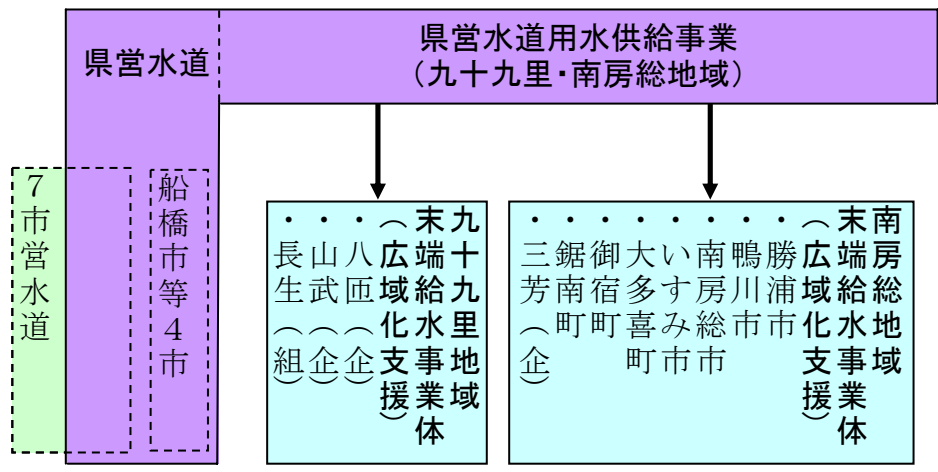 県営水道
県営水道用水供給事業
（九十九里・南房総地域）
７市営水道
船橋市等４市
九十九里地域
末端給水事業体
（広域化支援）
・八匝（企）
・山武（企）
・長生（組）
南房総地域
末端給水事業体
（広域化支援）
・勝浦市
・鴨川市
・南房総市
・いすみ市
・大多喜町
・御宿町
・鋸南町
・三芳（企）